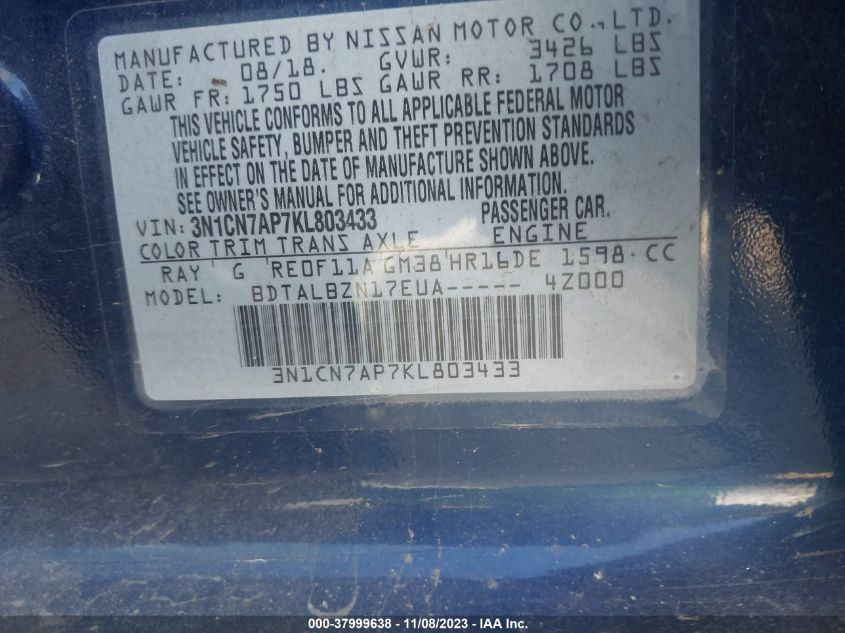 MANUFACTURED BY NISSAN MOTOR CO., LTD.
DATE: 08/18. GVWR: 3426 LBS
GAWR FR: 1750 LBS GAWR RR: 1708 LBS
THIS VEHICLE CONFORMS TO ALL APPLICABLE FEDERAL MOTOR
VEHICLE SAFETY, BUMPER AND THEFT PREVENTION STANDARDS
IN EFFECT ON THE DATE OF MANUFACTURE SHOWN ABOVE.
SEE OWNER'S MANUAL FOR ADDITIONAL INFORMATION.
VIN: 3N1CN7AP7KL803433 PASSENGER CAR.
COLOR TRIM TRANS AXLE ENGINE
RAY G RE0F11A GM38 HR16DE 1598 CC
MODEL: BDTALBZN17EUA----- 4Z000
3N1CN7AP7KL803433
000-37999638 - 11/08/2023 - IAA Inc.